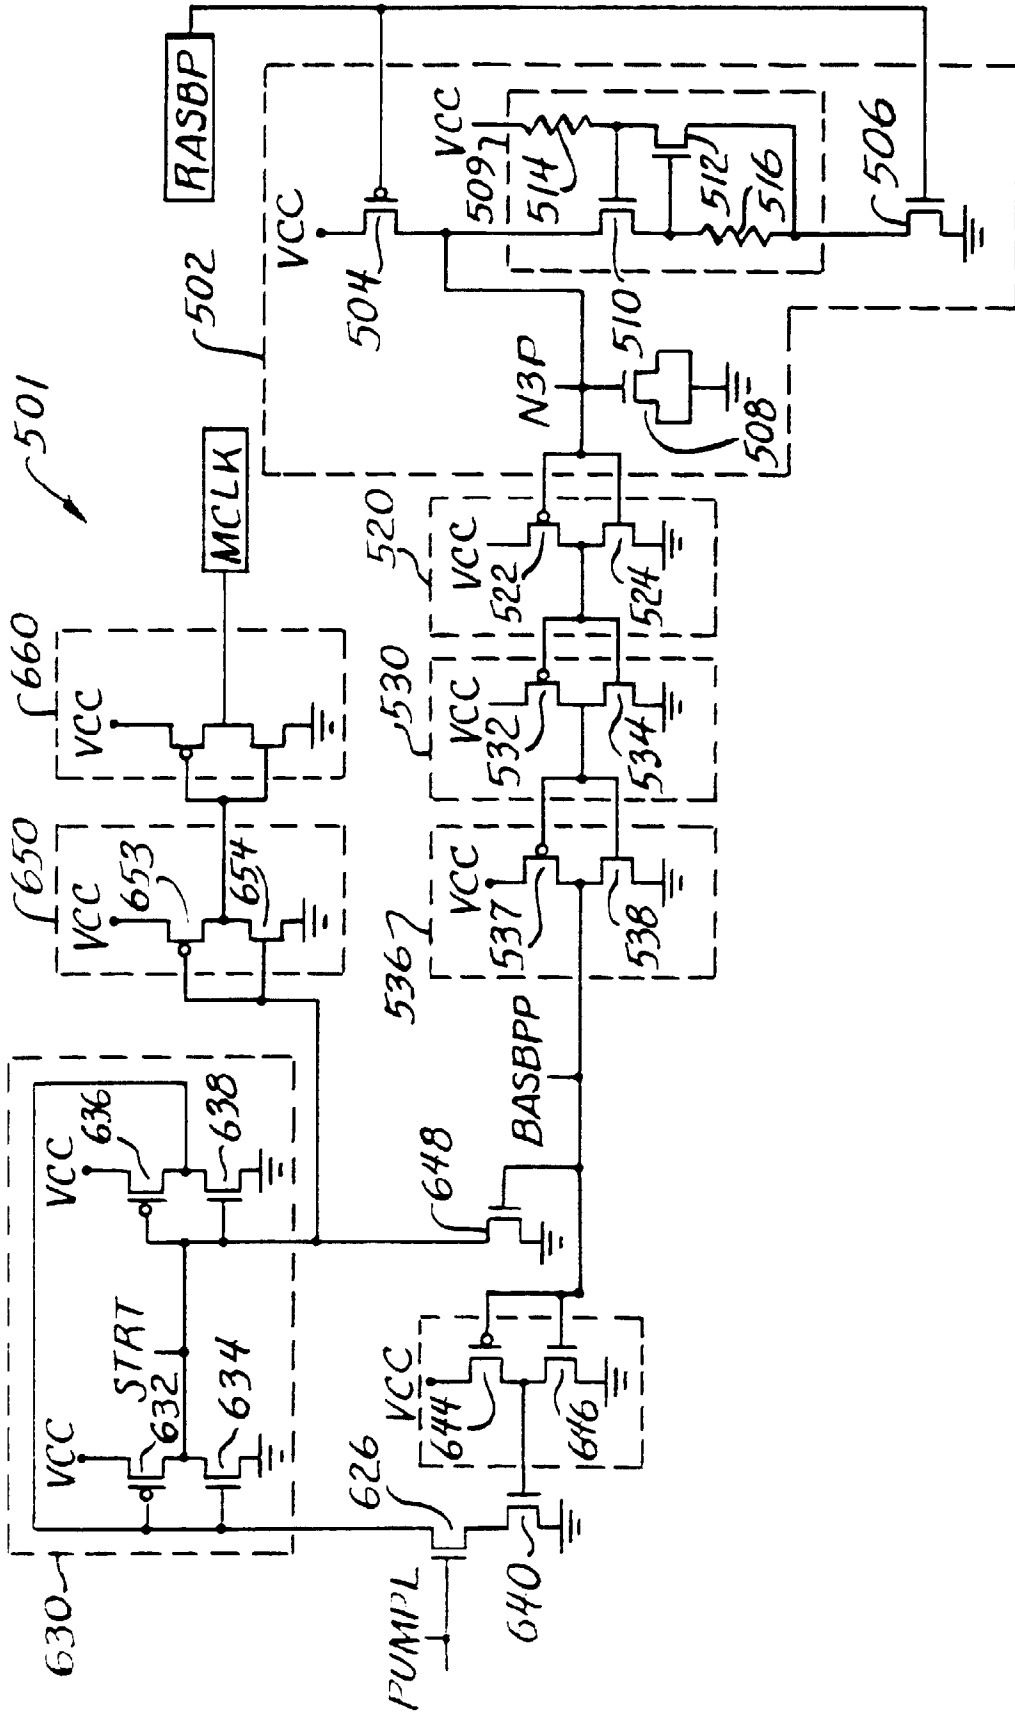 RASBP
VCC
509
514
512
516
506
VCC
504
510
502
N3P
508
501
MCLK
520
VCC
522
524
660
VCC
530
VCC
532
534
650
VCC
653
654
536
VCC
537
538
BASBPP
VCC
636
638
648
STRT
VCC
632
634
VCC
644
646
626
640
630
PUMPL